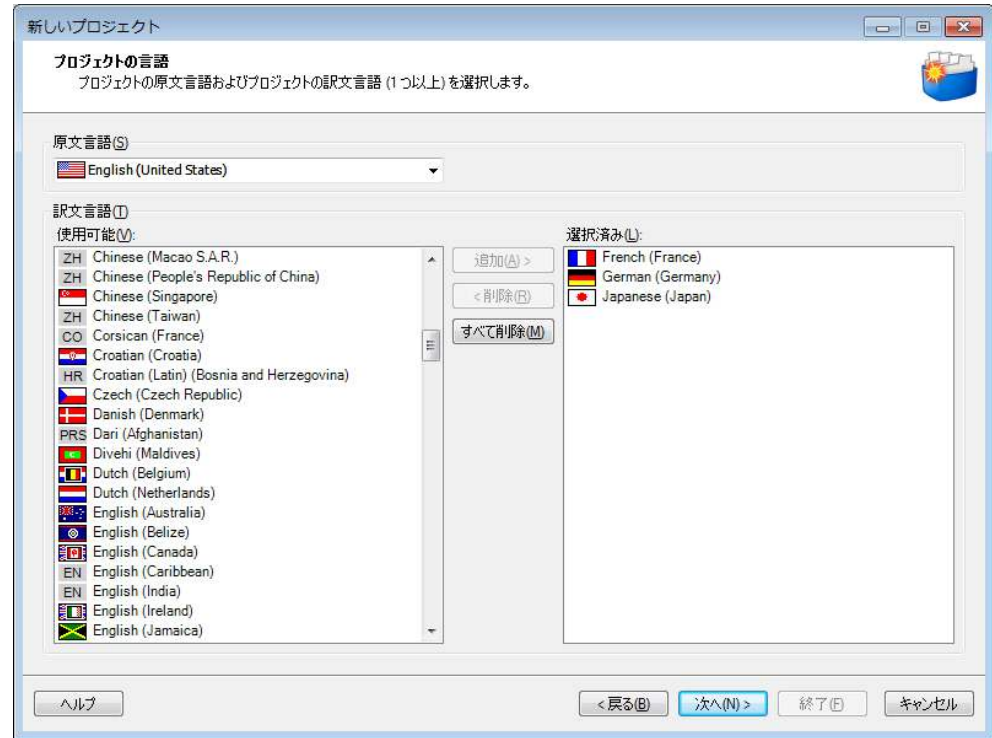 新しいプロジェクト
プロジェクトの言語
プロジェクトの原文言語およびプロジェクトの訳文言語 (1 つ以上) を選択します。
原文言語(S)
English (United States)
訳文言語(T)
使用可能(V):
ZH Chinese (Macao S.A.R.)
ZH Chinese (People's Republic of China)
Chinese (Singapore)
ZH Chinese (Taiwan)
CO Corsican (France)
Croatian (Croatia)
HR Croatian (Latin) (Bosnia and Herzegovina)
Czech (Czech Republic)
Danish (Denmark)
PRS Dari (Afghanistan)
Divehi (Maldives)
Dutch (Belgium)
Dutch (Netherlands)
English (Australia)
English (Belize)
English (Canada)
EN English (Caribbean)
EN English (India)
English (Ireland)
English (Jamaica)
追加(A) >
< 削除(R)
すべて削除(M)
選択済み(L):
French (France)
German (Germany)
Japanese (Japan)
ヘルプ
< 戻る(B)
次へ(N) >
終了(F)
キャンセル